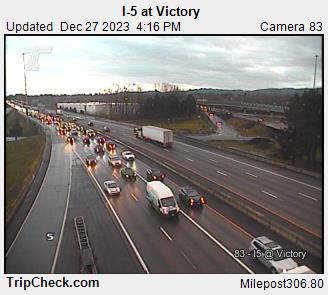 I-5 at Victory
Updated Dec 27 2023 4:16 PM Camera 83
S
83 - I5 @ Victory
TripCheck.com Milepost306.80